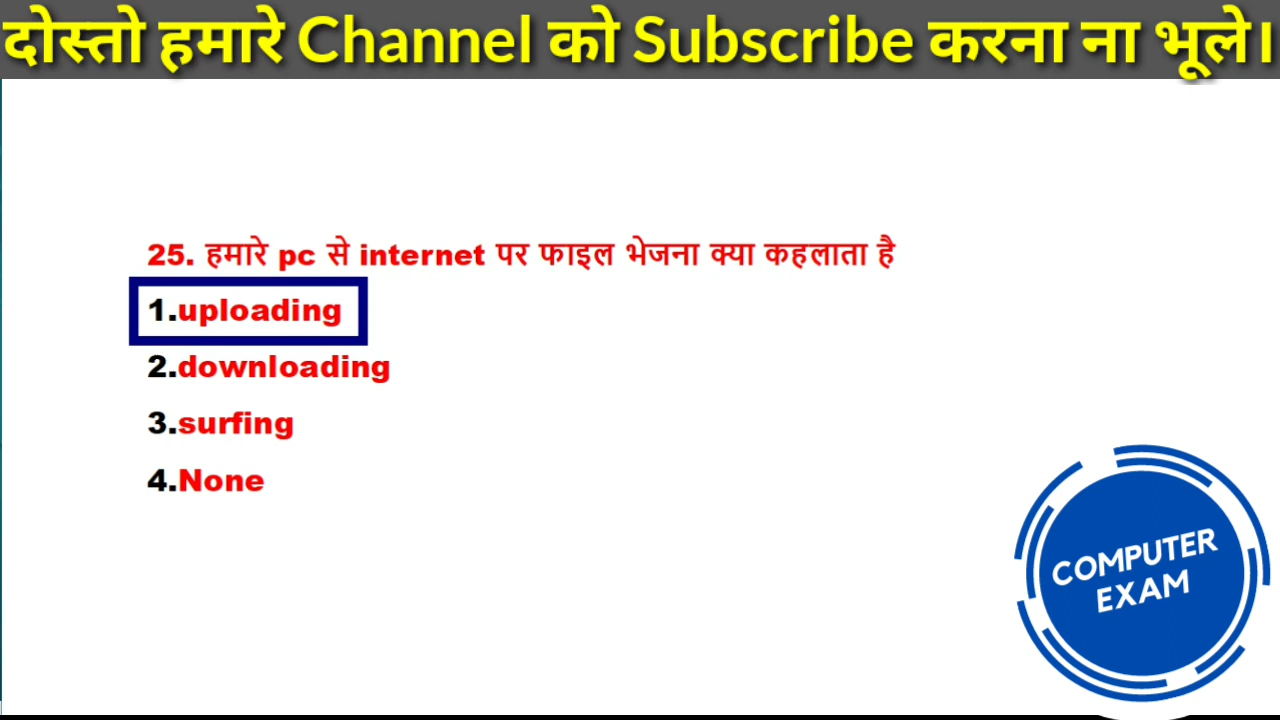 दोस्तो हमारे Channel को Subscribe करना ना भूले।
25. हमारे pc से internet पर फाइल भेजना क्या कहलाता है
1.uploading
2.downloading
3.surfing
4.None
COMPUTER
EXAM